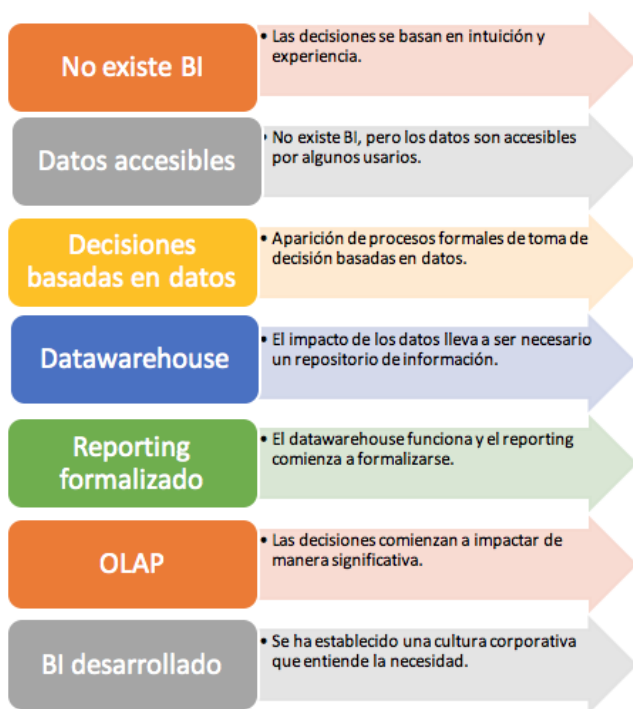 No existe BI
• Las decisiones se basan en intuición y
experiencia.
Datos accesibles
• No existe BI, pero los datos son accesibles
por algunos usarios.
Decisiones
basadas en datos
• Aparición de procesos formales de toma de
decisión basadas en datos.
Datawarehouse
• El impacto de los datos lleva a ser necesario
un repositorio de información.
Reporting
formalizado
• El datawarehouse funciona y el reporting
comienza a formalizarse.
OLAP
• Las decisiones comienzan a impactar de
manera significativa.
BI desarrollado
• Se ha establecido una cultura corporativa
que entiende la necesidad.